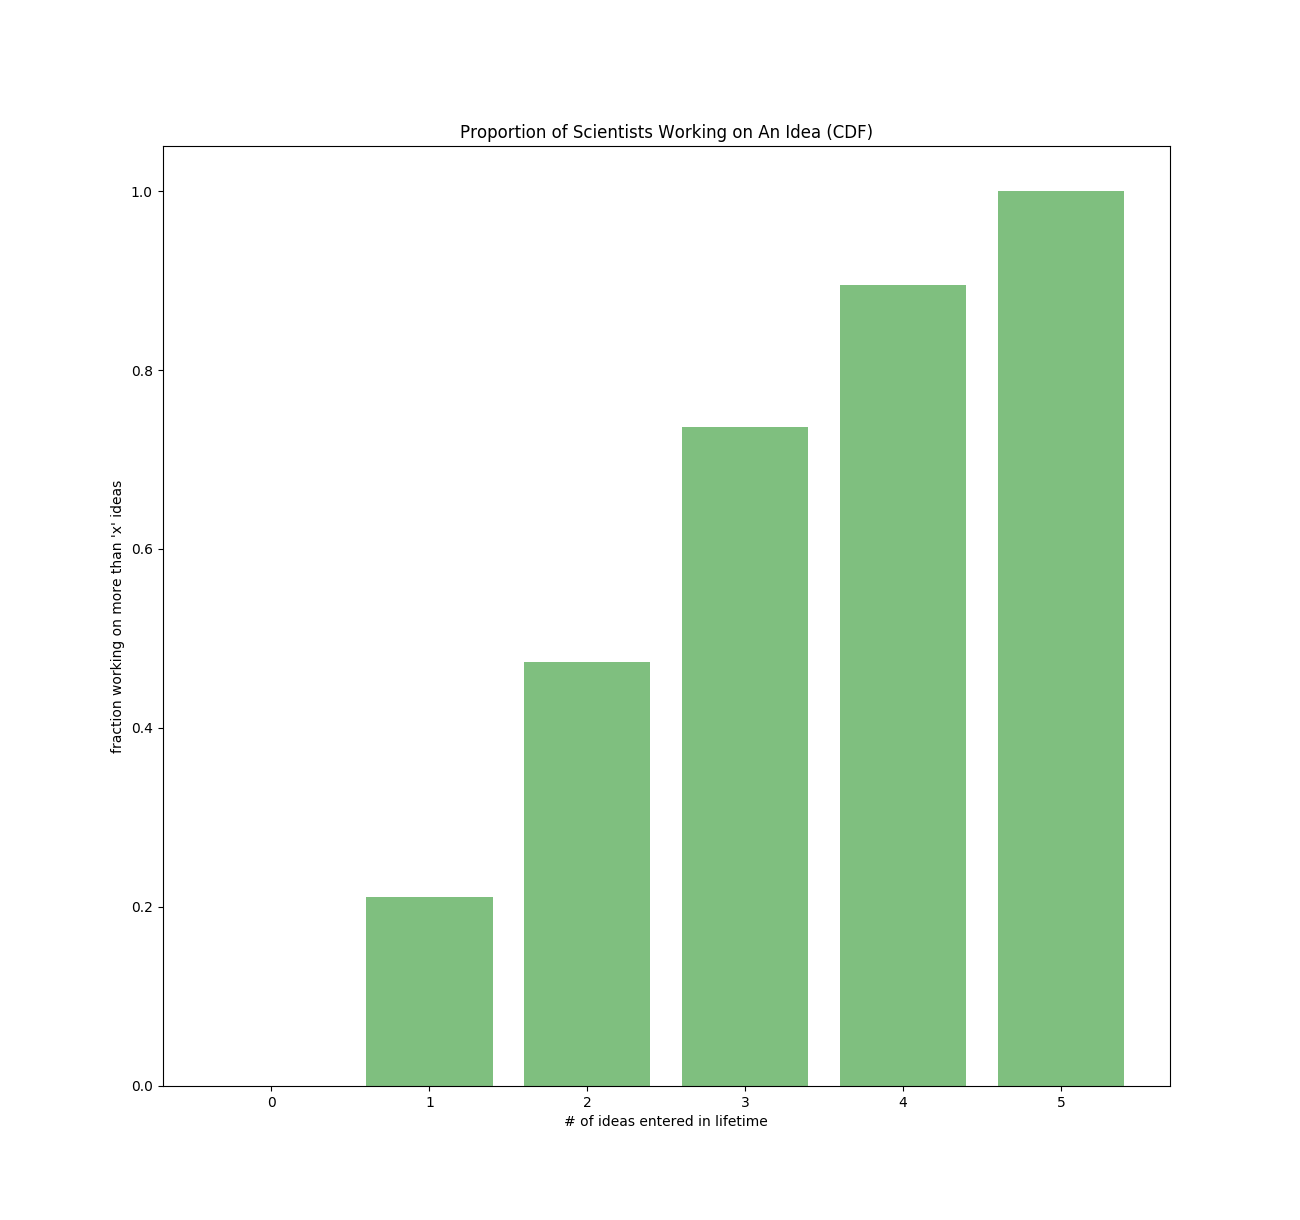 Proportion of Scientists Working on An Idea (CDF)
1.0
0.8
0.6
0.4
0.2
0.0
fraction working on more than 'x' ideas
0 1 2 3 4 5
# of ideas entered in lifetime